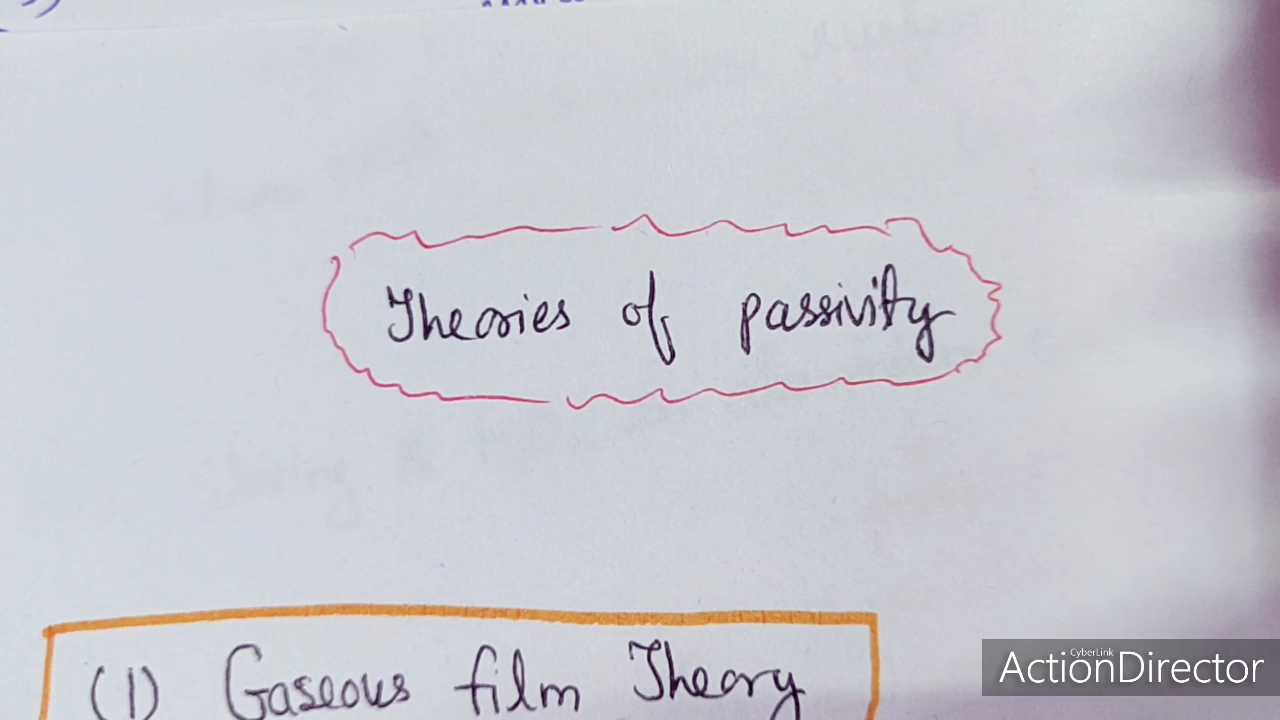 Theories of passivity
(1) Gaseous film Theory
CyberLink
ActionDirector